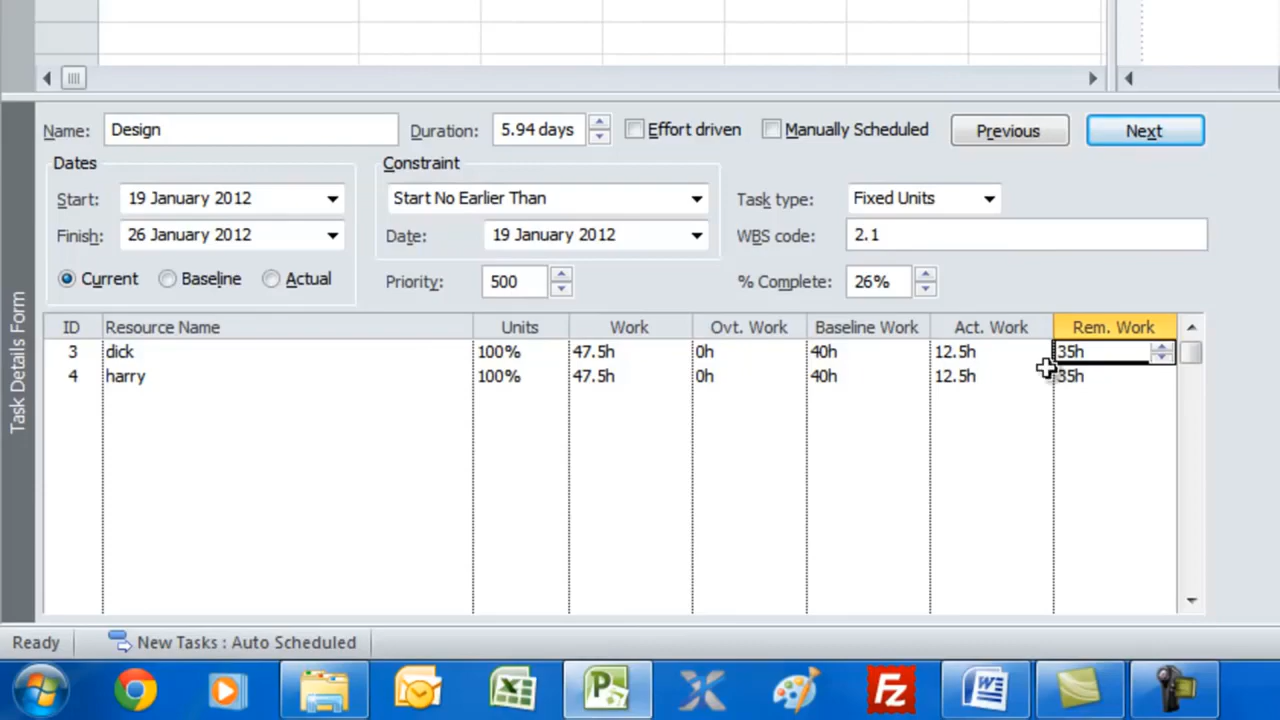 Name: Design Duration: 5.94 days Effort driven Manually Scheduled Previous Next
Dates Constraint
Start: 19 January 2012 Start No Earlier Than Task type: Fixed Units
Finish: 26 January 2012 Date: 19 January 2012 WBS code: 2.1
Current Baseline Actual Priority: 500 % Complete: 26%
ID Resource Name Units Work Ovt. Work Baseline Work Act. Work Rem. Work
3 dick 100% 47.5h 0h 40h 12.5h 35h
4 harry 100% 47.5h 0h 40h 12.5h 35h
Task Details Form
Ready New Tasks : Auto Scheduled
Fz